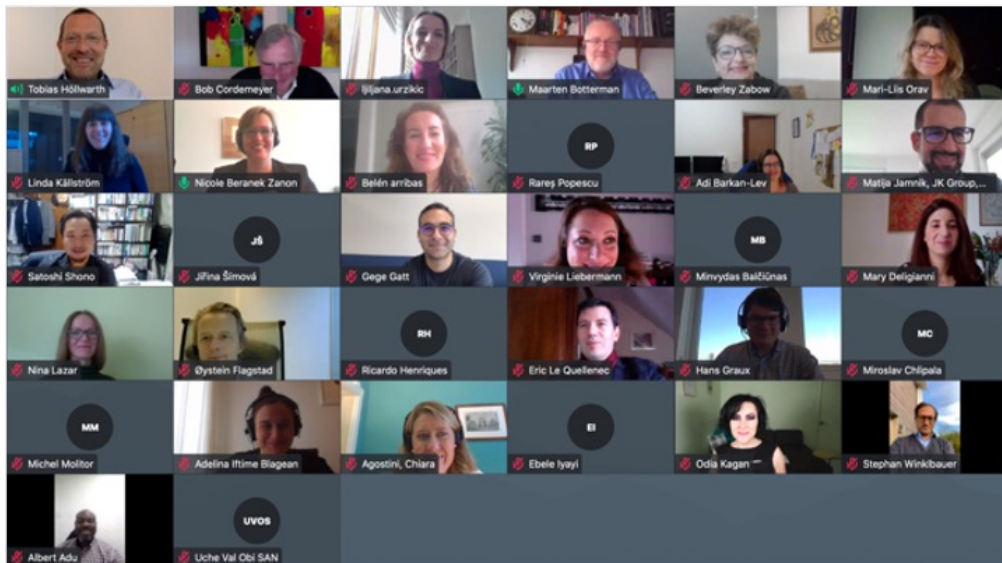 Tobias Höllwarth
Bob Cordemeyer
ljiljana.urzikic
Maarten Botterman
Beverley Zabow
Mari-Liis Orav
Linda Källström
Nicole Beranek Zanon
Belén arribas
RP
Rareş Popescu
Adi Barkan-Lev
Matija Jamnik, JK Group,...
Satoshi Shono
JŠ
Jiřina Šímová
Gege Gatt
Virginie Liebermann
MB
Minvydas Balčiūnas
Mary Deligianni
Nina Lazar
Øystein Flagstad
RH
Ricardo Henriques
Eric Le Quellenec
Hans Graux
MC
Miroslav Chlipala
MM
Michel Molitor
Adelina Iftime Blagean
Agostini, Chiara
EI
Ebele Iyayi
Odia Kagan
Stephan Winklbauer
Albert Adu
UVOS
Uche Val Obi SAN